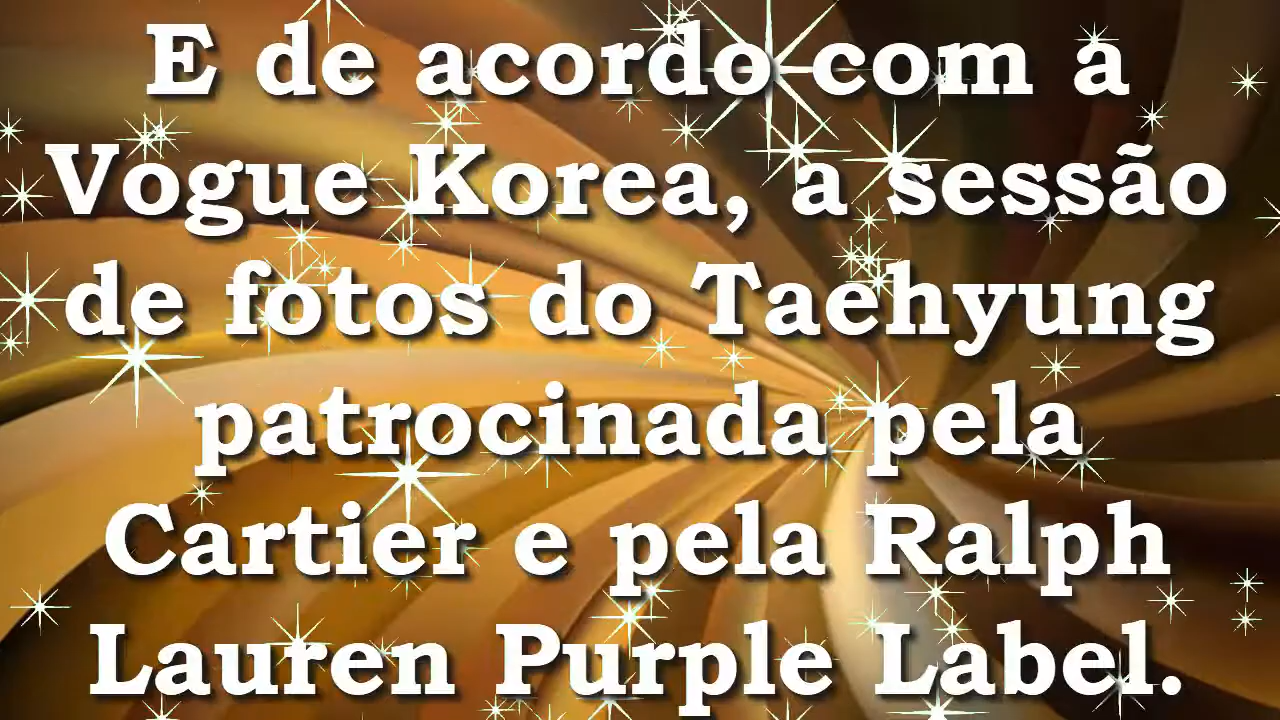 E de acordo com a
Vogue Korea, a sessão
de fotos do Taehyung
patrocinada pela
Cartier e pela Ralph
Lauren Purple Label.